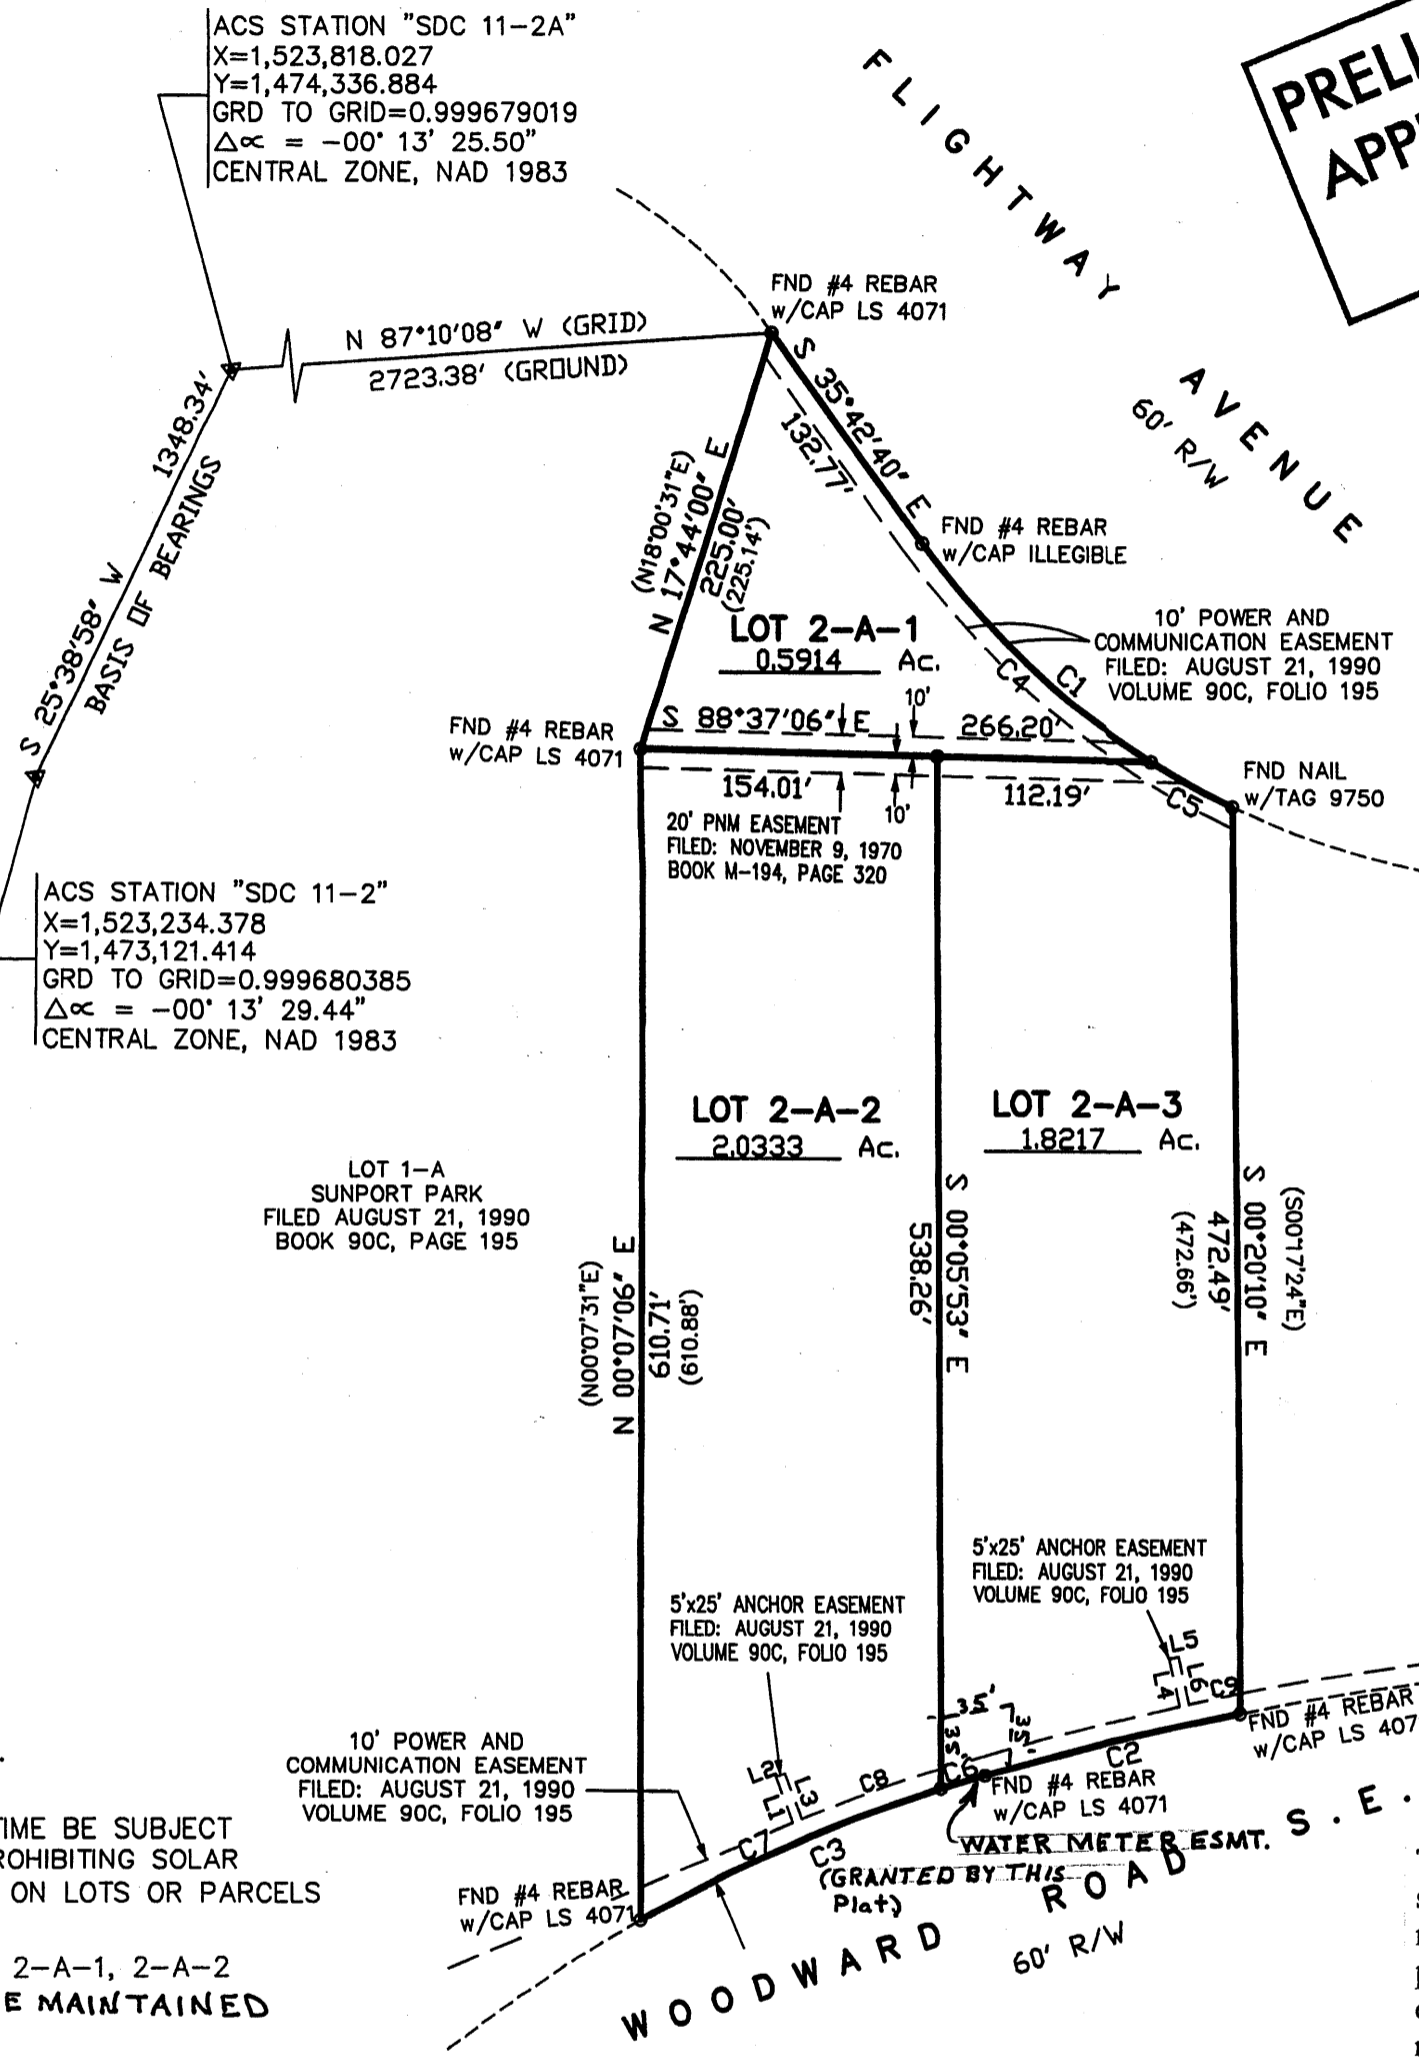 ACS STATION "SDC 11-2A"
X=1,523,818.027
Y=1,474,336.884
GRD TO GRID=0.999679019
Δ∝ = -00° 13' 25.50"
CENTRAL ZONE, NAD 1983
FLIGHTWAY
AVENUE
60' R/W
FND #4 REBAR
w/CAP LS 4071
N 87°10'08" W (GRID)
2723.38' (GROUND)
1348.34'
S 25°38'58" W
BASIS OF BEARINGS
S 35°42'40" E
132.77'
(N18°00'31"E)
N 17°44'00" E
225.00'
(225.14')
FND #4 REBAR
w/CAP ILLEGIBLE
LOT 2-A-1
0.5914 Ac.
10' POWER AND
COMMUNICATION EASEMENT
FILED: AUGUST 21, 1990
VOLUME 90C, FOLIO 195
C4
C1
FND #4 REBAR
w/CAP LS 4071
S 88°37'06" E
10'
266.20'
154.01'
10'
112.19'
C5
FND NAIL
w/TAG 9750
20' PNM EASEMENT
FILED: NOVEMBER 9, 1970
BOOK M-194, PAGE 320
ACS STATION "SDC 11-2"
X=1,523,234.378
Y=1,473,121.414
GRD TO GRID=0.999680385
Δ∝ = -00° 13' 29.44"
CENTRAL ZONE, NAD 1983
LOT 2-A-2
2.0333 Ac.
LOT 2-A-3
1.8217 Ac.
LOT 1-A
SUNPORT PARK
FILED AUGUST 21, 1990
BOOK 90C, PAGE 195
(N00°07'31"E)
N 00°07'06" E
610.71'
(610.88')
S 00°05'53" E
538.26'
(S00°17'24"E)
S 00°20'10" E
472.49'
(472.66')
5'x25' ANCHOR EASEMENT
FILED: AUGUST 21, 1990
VOLUME 90C, FOLIO 195
5'x25' ANCHOR EASEMENT
FILED: AUGUST 21, 1990
VOLUME 90C, FOLIO 195
L5
L4
L6
C9
35'
35'
35'
10' POWER AND
COMMUNICATION EASEMENT
FILED: AUGUST 21, 1990
VOLUME 90C, FOLIO 195
L2
L1
L3
C8
C6
C2
C7
C3
FND #4 REBAR
w/CAP LS 407
FND #4 REBAR
w/CAP LS 4071
WATER METER ESMT.
(GRANTED BY THIS
Plat)
FND #4 REBAR
w/CAP LS 4071
WOODWARD ROAD S.E.
60' R/W
IME BE SUBJECT
ROHIBITING SOLAR
ON LOTS OR PARCELS
2-A-1, 2-A-2
E MAINTAINED